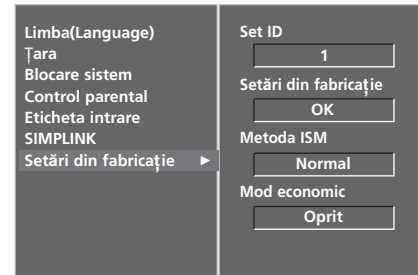 Limba(Language)
Țara
Blocare sistem
Control parental
Eticheta intrare
SIMPLINK
Setări din fabricație ►
Set ID
1
Setări din fabricație
OK
Metoda ISM
Normal
Mod economic
Oprit